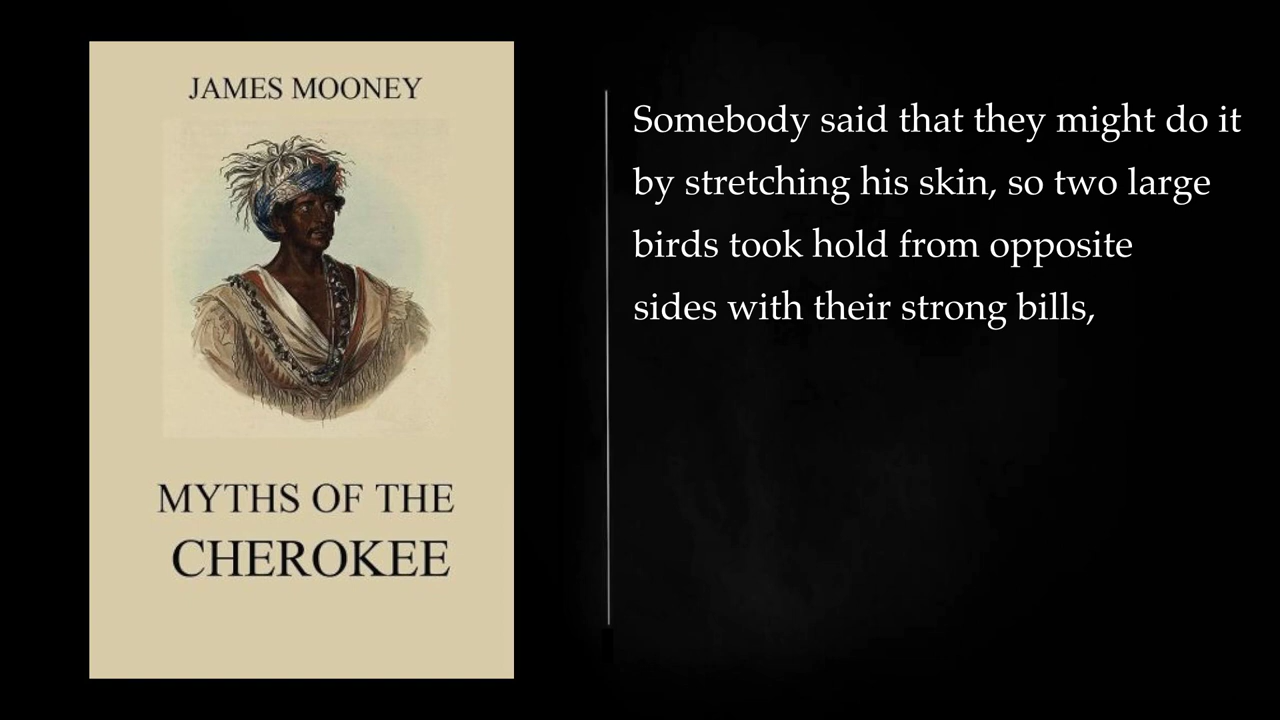 JAMES MOONEY
MYTHS OF THE
CHEROKEE
Somebody said that they might do it
by stretching his skin, so two large
birds took hold from opposite
sides with their strong bills,